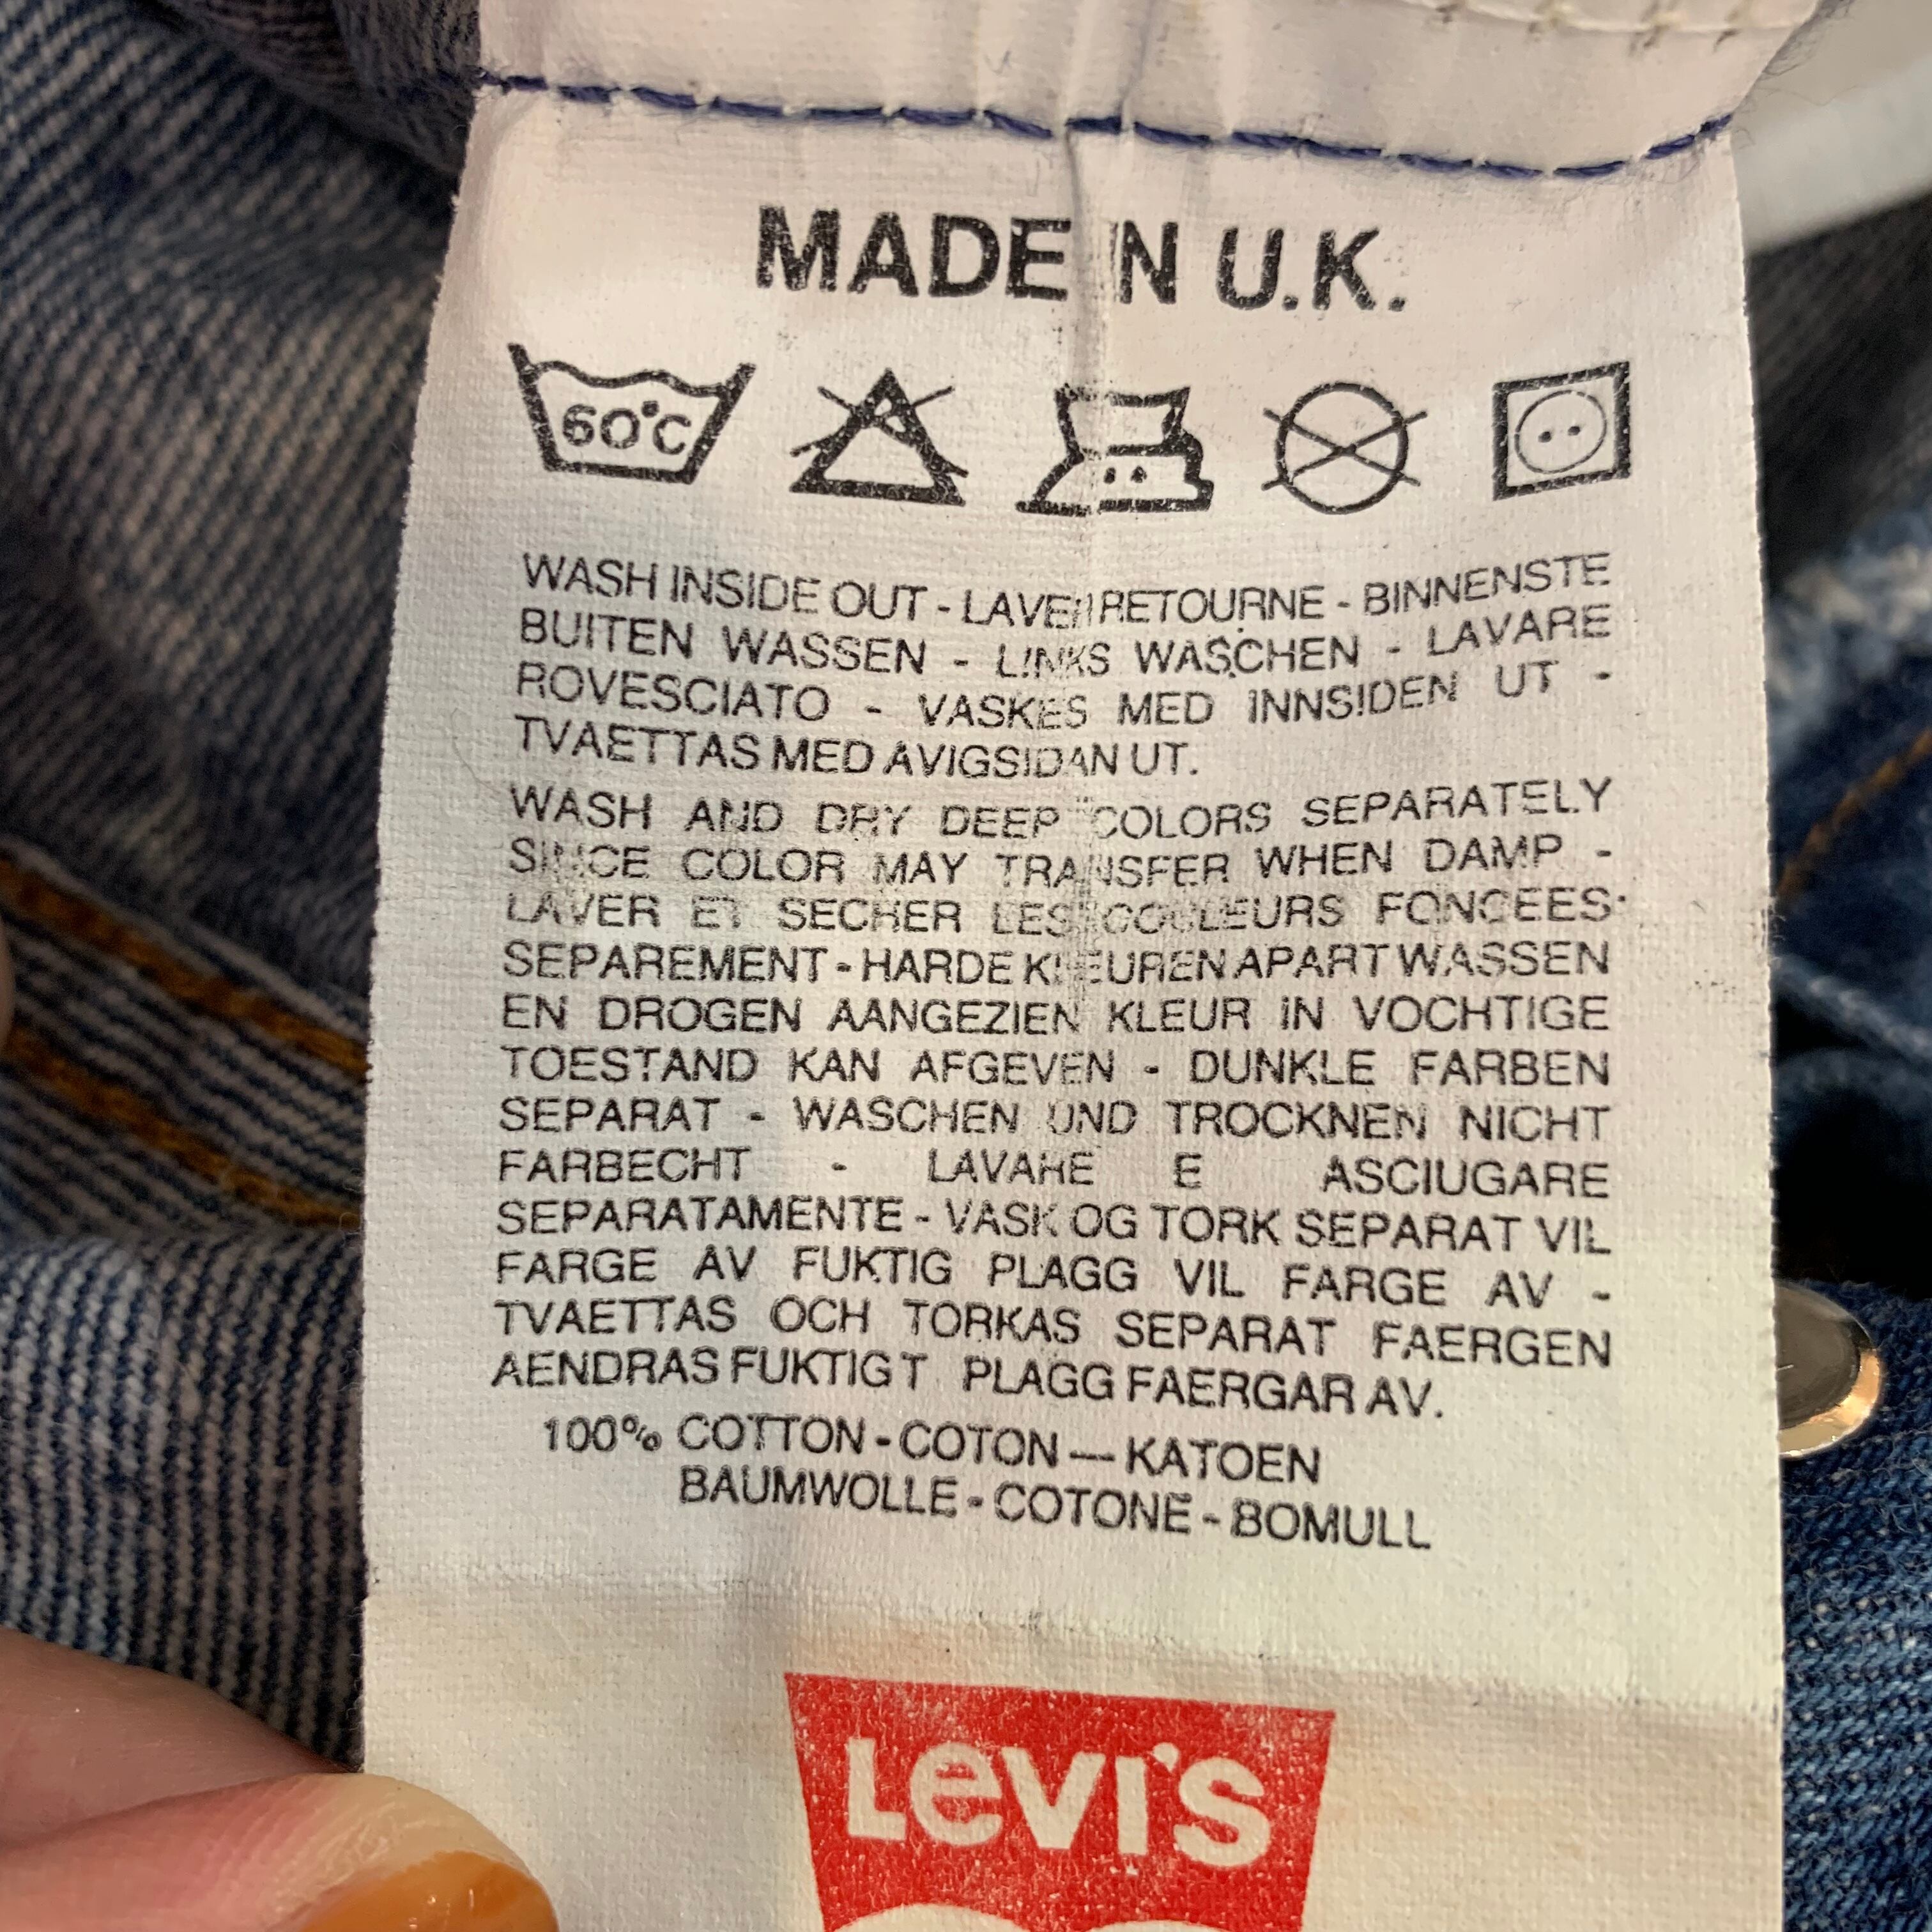 MADE IN U.K.
60°C
WASH INSIDE OUT - LAVER RETOURNE - BINNENSTE
BUITEN WASSEN - LINKS WASCHEN - LAVARE
ROVESCIATO - VASKES MED INNSIDEN UT -
TVAETTAS MED AVIGSIDAN UT.
WASH AND DRY DEEP COLORS SEPARATELY
SINCE COLOR MAY TRANSFER WHEN DAMP -
LAVER ET SECHER LES COULEURS FONCEES
SEPAREMENT - HARDE KLEUREN APART WASSEN
EN DROGEN AANGEZIEN KLEUR IN VOCHTIGE
TOESTAND KAN AFGEVEN - DUNKLE FARBEN
SEPARAT - WASCHEN UND TROCKNEN NICHT
FARBECHT - LAVARE E ASCIUGARE
SEPARATAMENTE - VASK OG TORK SEPARAT VIL
FARGE AV FUKTIG PLAGG VIL FARGE AV -
TVAETTAS OCH TORKAS SEPARAT FAERGEN
AENDRAS FUKTIGT PLAGG FAERGAR AV.
100% COTTON - COTON — KATOEN
BAUMWOLLE - COTONE - BOMULL
LeVI'S